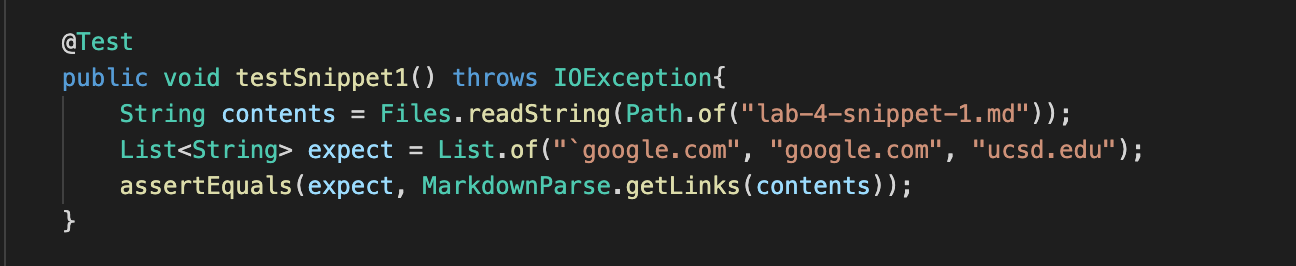 @Test
public void testSnippet1() throws IOException{
    String contents = Files.readString(Path.of("lab-4-snippet-1.md"));
    List<String> expect = List.of("`google.com", "google.com", "ucsd.edu");
    assertEquals(expect, MarkdownParse.getLinks(contents));
}